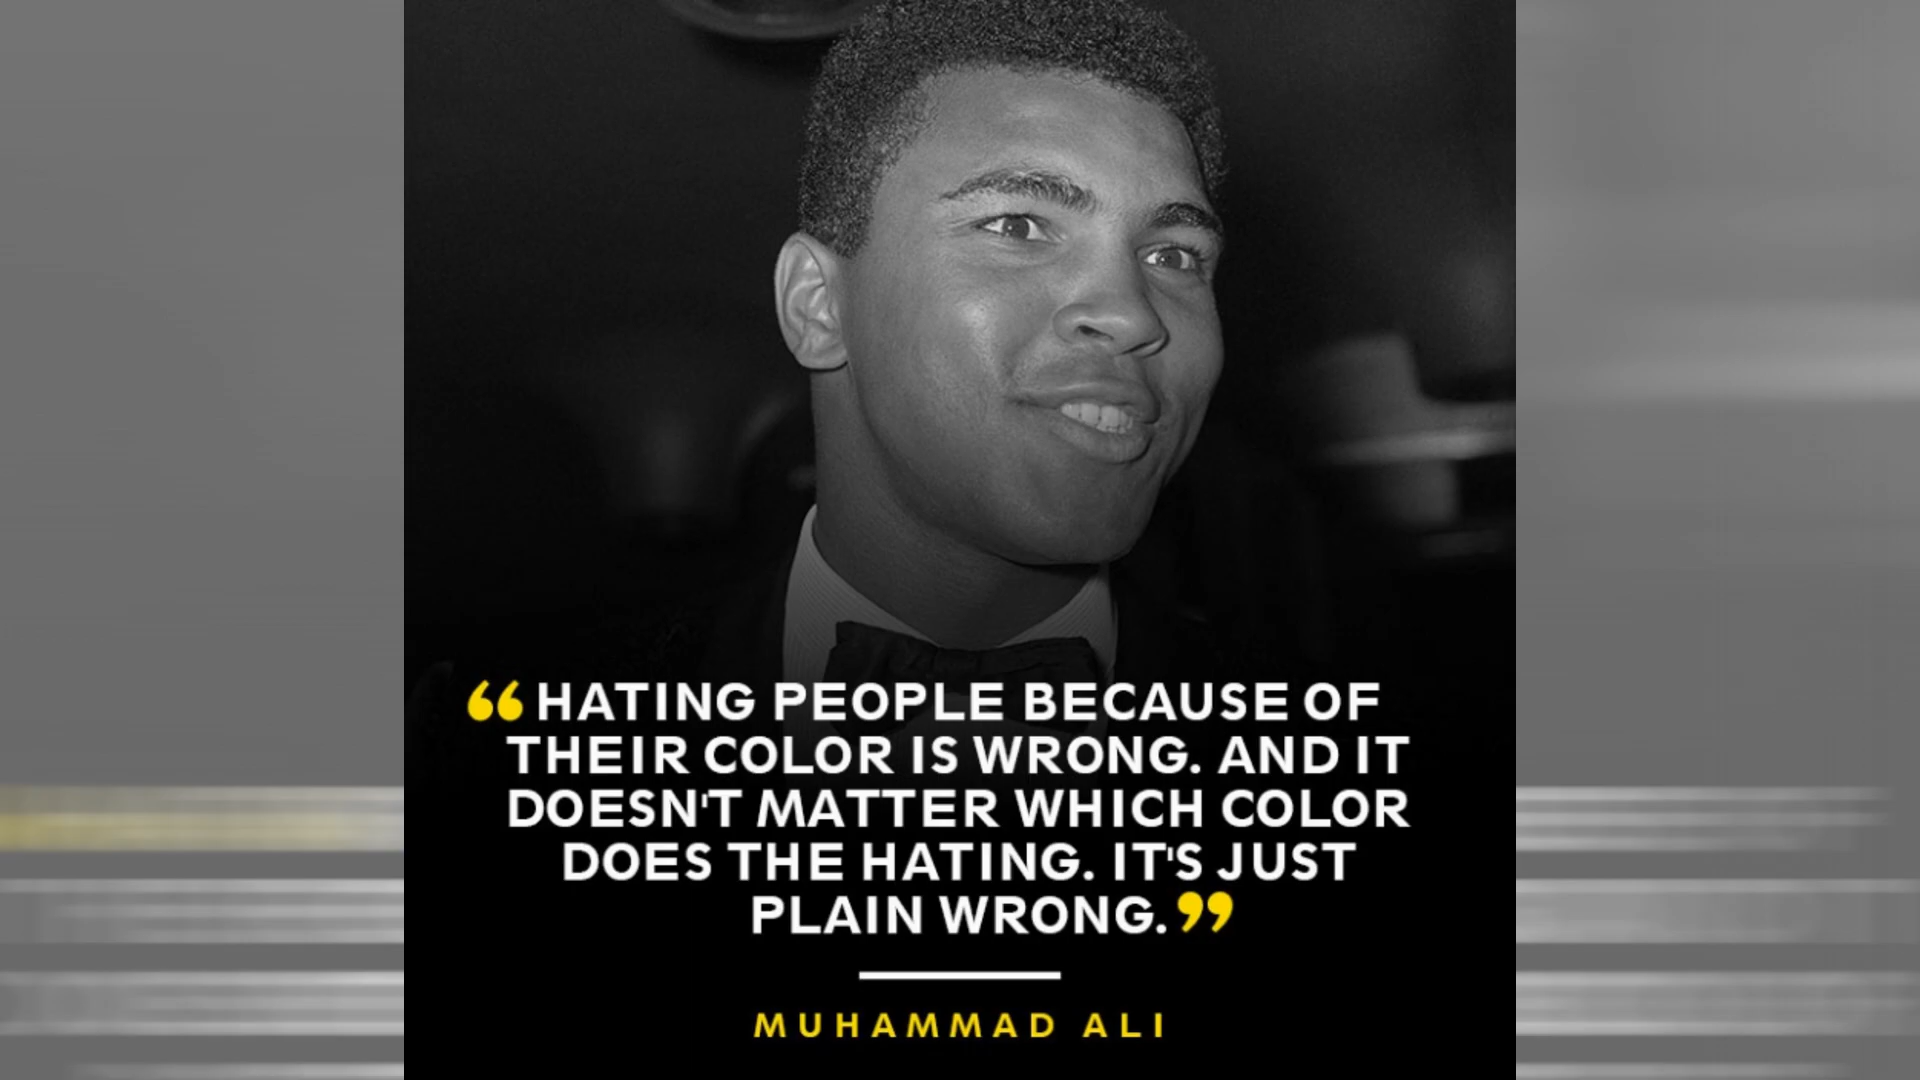 “HATING PEOPLE BECAUSE OF
THEIR COLOR IS WRONG. AND IT
DOESN'T MATTER WHICH COLOR
DOES THE HATING. IT'S JUST
PLAIN WRONG.”
MUHAMMAD ALI